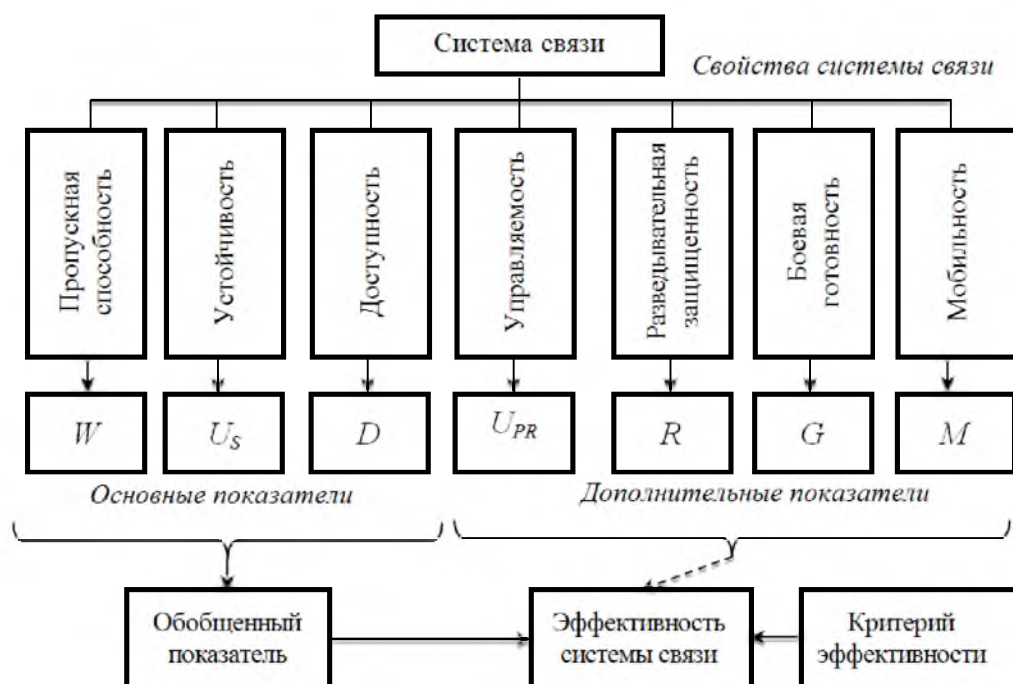 Система связи
Свойства системы связи
Пропускная
способность
Устойчивость
Доступность
Управляемость
Разведывательная
защищенность
Боевая
готовность
Мобильность
W
U_S
D
U_PR
R
G
M
Основные показатели
Дополнительные показатели
Обобщенный
показатель
Эффективность
системы связи
Критерий
эффективности